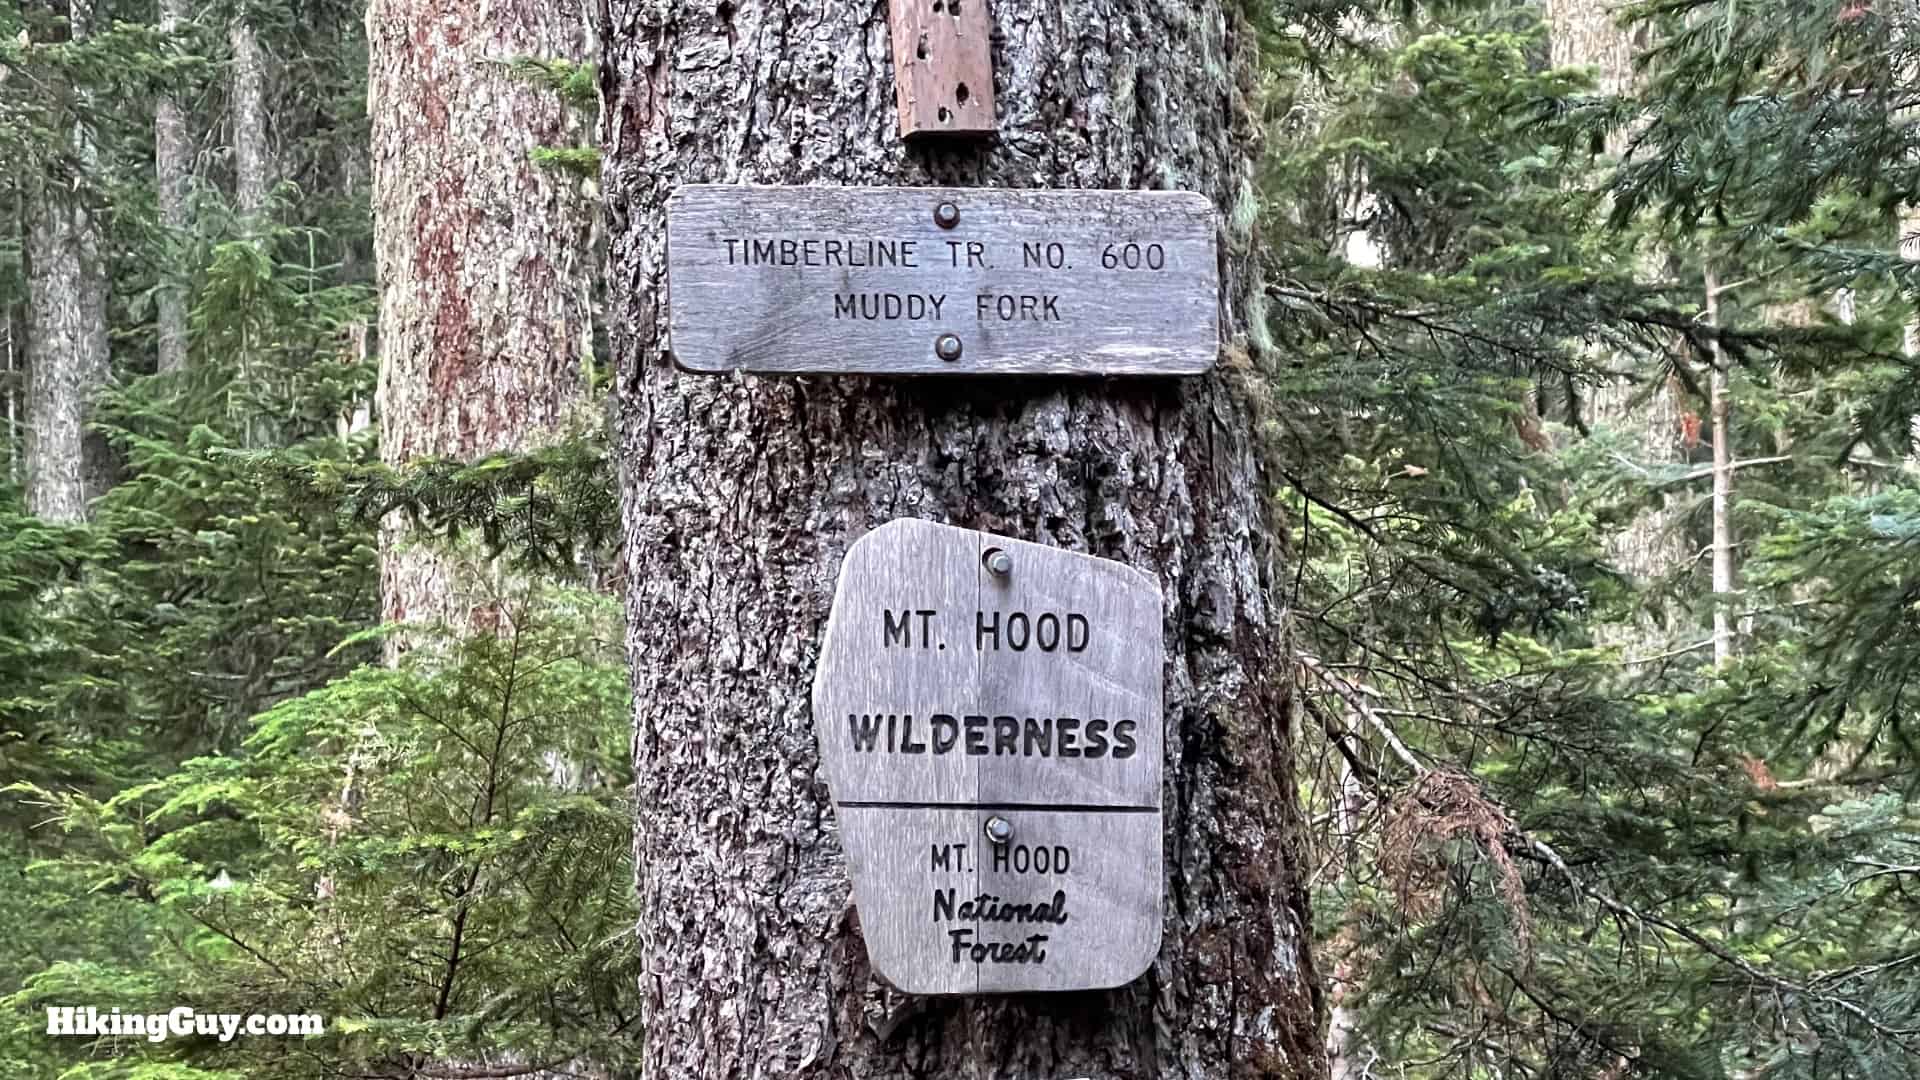 TIMBERLINE TR. NO. 600
MUDDY FORK
MT. HOOD
WILDERNESS
MT. HOOD
National
Forest
HikingGuy.com